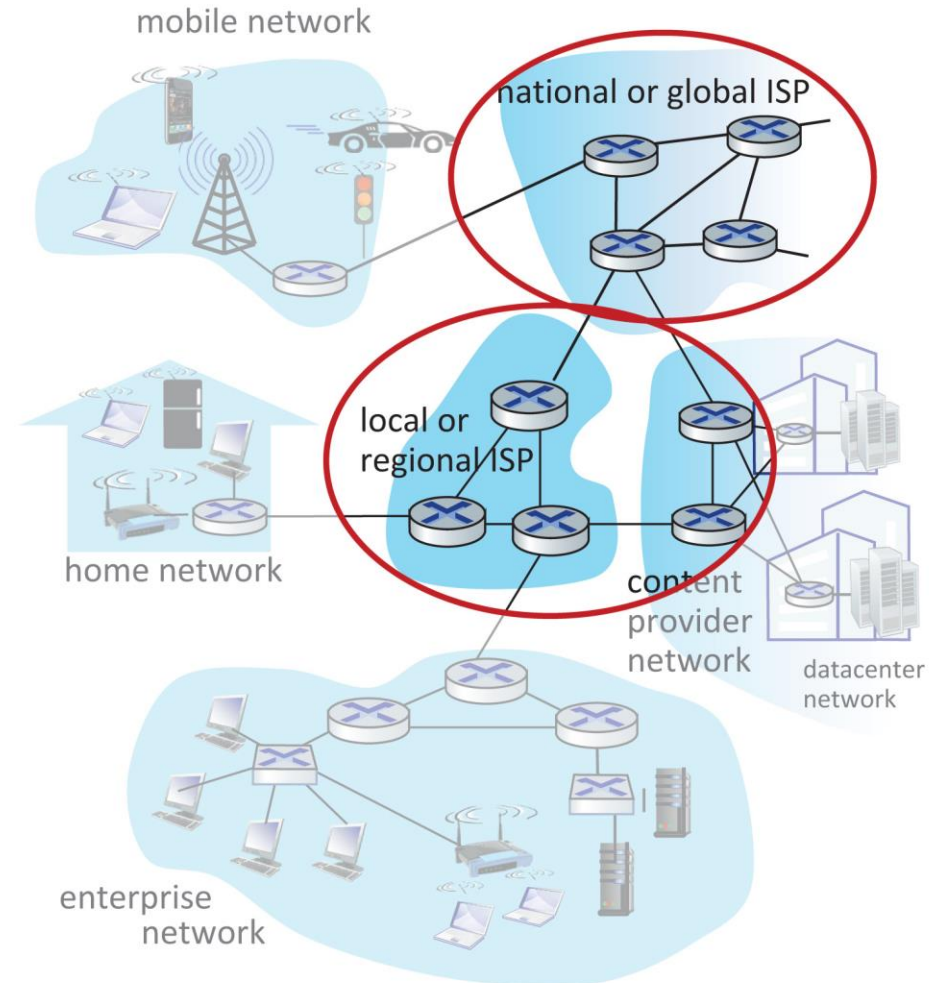 mobile network
national or global ISP
local or
regional ISP
home network
content
provider
network
datacenter
network
enterprise
network